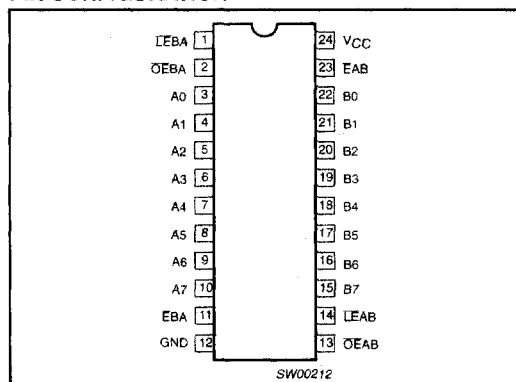 LEBA 1 24 VCC
OEBA 2 23 EAB
A0 3 22 B0
A1 4 21 B1
A2 5 20 B2
A3 6 19 B3
A4 7 18 B4
A5 8 17 B5
A6 9 16 B6
A7 10 15 B7
EBA 11 14 LEAB
GND 12 13 OEAB
SW00212